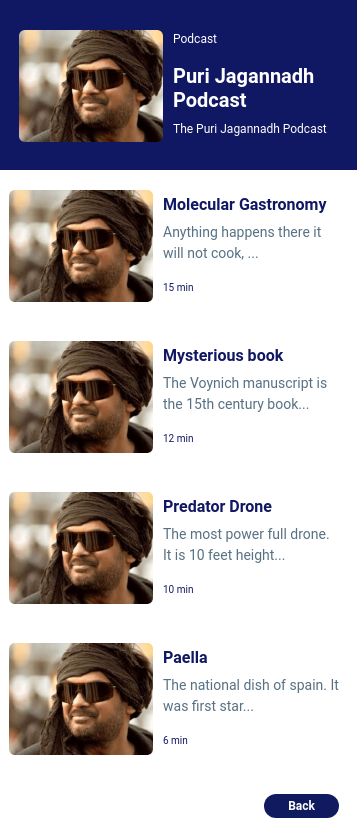 Podcast
Puri Jagannadh
Podcast
The Puri Jagannadh Podcast
Molecular Gastronomy
Anything happens there it
will not cook, ...
15 min
Mysterious book
The Voynich manuscript is
the 15th century book...
12 min
Predator Drone
The most power full drone.
It is 10 feet height...
10 min
Paella
The national dish of spain. It
was first star...
6 min
Back